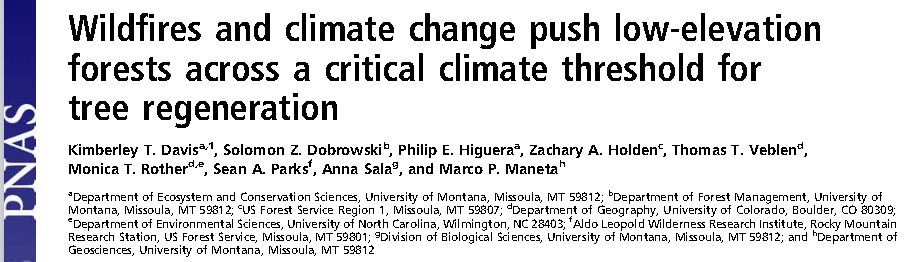 PNAS
Wildfires and climate change push low-elevation
forests across a critical climate threshold for
tree regeneration
Kimberley T. Davisa,1, Solomon Z. Dobrowskib, Philip E. Higueraa, Zachary A. Holdenc, Thomas T. Veblend,
Monica T. Rotherd,e, Sean A. Parksf, Anna Salag, and Marco P. Manetah
aDepartment of Ecosystem and Conservation Sciences, University of Montana, Missoula, MT 59812; bDepartment of Forest Management, University of
Montana, Missoula, MT 59812; cUS Forest Service Region 1, Missoula, MT 59807; dDepartment of Geography, University of Colorado, Boulder, CO 80309;
eDepartment of Environmental Sciences, University of North Carolina, Wilmington, NC 28403; fAldo Leopold Wilderness Research Institute, Rocky Mountain
Research Station, US Forest Service, Missoula, MT 59801; gDivision of Biological Sciences, University of Montana, Missoula, MT 59812; and hDepartment of
Geosciences, University of Montana, Missoula, MT 59812